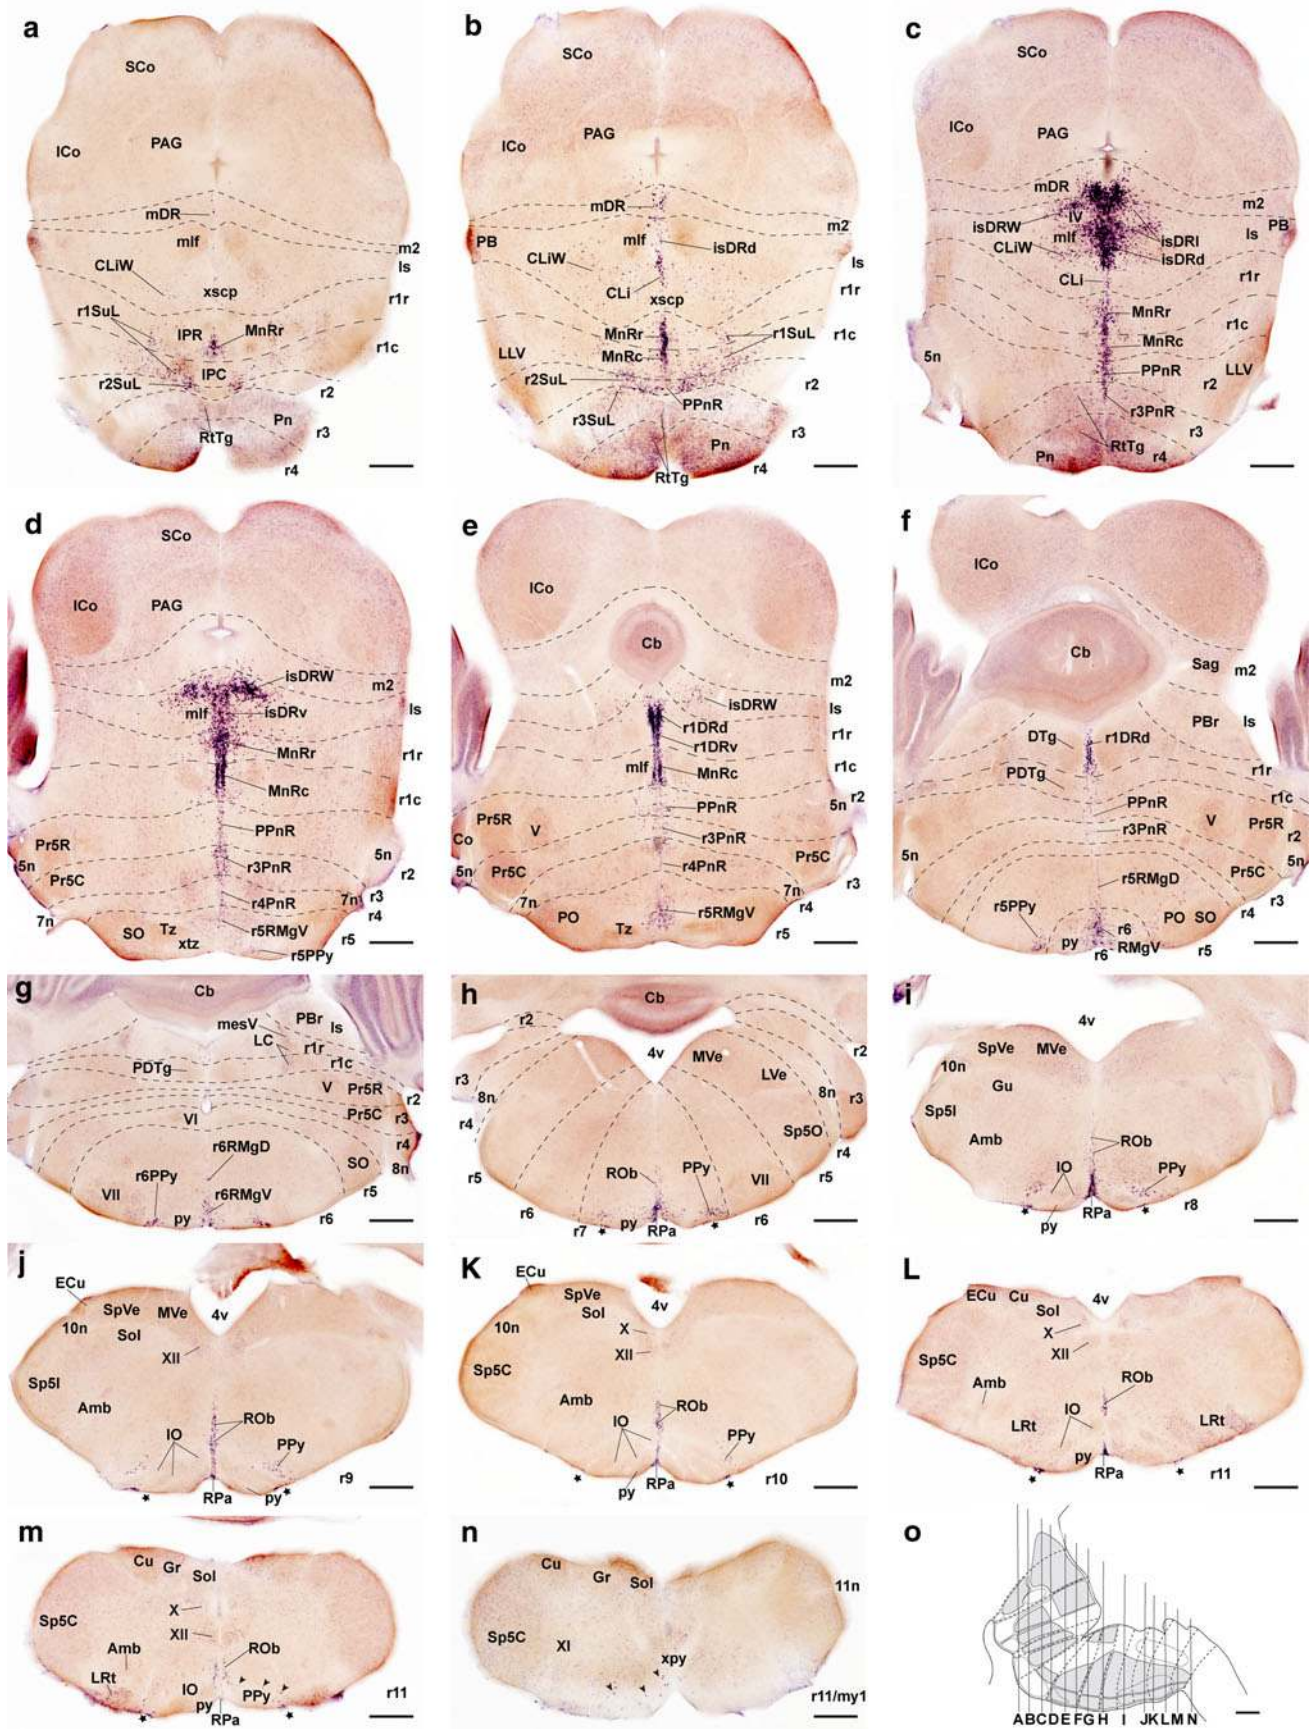 a
SCo
ICo
PAG
mDR
mlf
m2
CLiW
Is
xscp
r1r
r1SuL
IPR
MnRr
r1c
IPC
r2SuL
r2
Pn
RtTg
r3
r4
b
SCo
ICo
PAG
mDR
m2
PB
mlf
isDRd
CLiW
Is
CLi
xscp
r1r
MnRr
r1SuL
MnRc
r1c
LLV
r2SuL
PPnR
r2
r3SuL
Pn
r3
RtTg
r4
c
SCo
ICo
PAG
mDR
m2
isDRW
IV
isDRl
Is
PB
CLiW
mlf
isDRd
CLi
r1r
MnRr
r1c
5n
MnRc
PPnR
r2
LLV
r3PnR
r3
RtTg
Pn
r4
d
SCo
ICo
PAG
isDRW
m2
mlf
isDRv
Is
MnRr
r1r
MnRc
r1c
PPnR
Pr5R
5n
r3PnR
r2
Pr5C
5n
r4PnR
7n
r3
7n
r4
SO
Tz
r5RMgV
xtz
r5
r5PPy
e
ICo
Cb
m2
isDRW
Is
r1DRd
r1DRv
r1r
mlf
MnRc
r1c
PPnR
r2
5n
Co
Pr5R
V
r3PnR
Pr5C
r4PnR
Pr5C
5n
r3
7n
7n
r4
PO
r5RMgV
Tz
r5
f
ICo
Cb
Sag
m2
PBr
Is
DTg
r1DRd
r1r
PDTg
r1c
PPnR
V
Pr5R
r3PnR
r2
5n
5n
Pr5C
r3
r5RMgD
r4
r5PPy
PO
SO
r6
py
r5
r6
RMgV
g
Cb
mesV
PBr
Is
LC
r1r
PDTg
r1c
V
Pr5R
r2
Pr5C
VI
r3
r4
r6RMgD
SO
8n
r6PPy
r5
VII
r6RMgV
py
r6
h
Cb
r2
4v
MVe
r2
r3
LVe
8n
8n
r3
r4
Sp5O
r4
ROb
PPy
r5
r5
VII
r6
r6
r7
py
RPa
i
4v
SpVe
MVe
10n
Gu
Sp5I
Amb
ROb
IO
PPy
RPa
r8
py
j
ECu
SpVe
MVe
4v
10n
Sol
XII
Sp5I
Amb
ROb
IO
PPy
r9
RPa
py
K
ECu
SpVe
4v
Sol
10n
X
XII
Sp5C
Amb
ROb
IO
PPy
py
r10
RPa
L
ECu
Cu
4v
Sol
X
XII
Sp5C
Amb
ROb
IO
LRt
LRt
py
RPa
r11
m
Cu
Gr
Sol
Sp5C
X
XII
Amb
ROb
LRt
IO
PPy
r11
py
RPa
n
Cu
Gr
Sol
11n
Sp5C
XI
xpy
r11/my1
o
ABCDEFGH I JKLMN